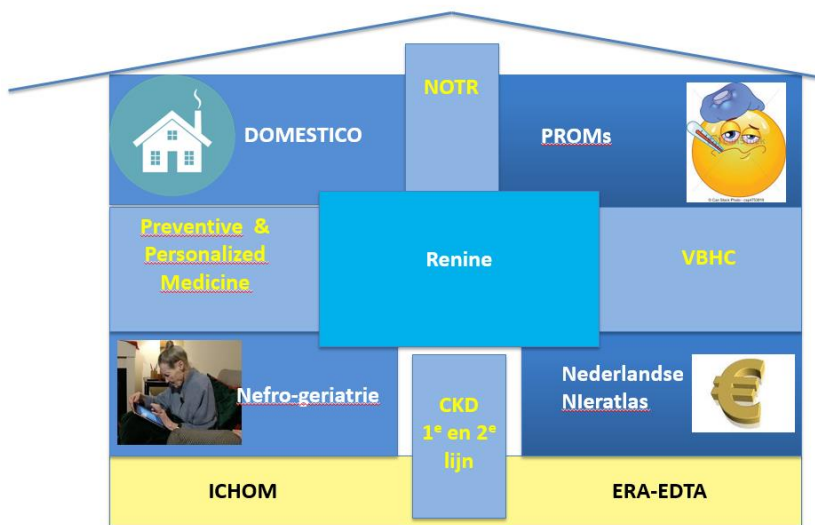 NOTR
DOMESTICO
PROMs
Preventive &
Personalized
Medicine
Renine
VBHC
Nefro-geriatrie
CKD
1e en 2e
lijn
Nederlandse
NIeratlas
ICHOM
ERA-EDTA